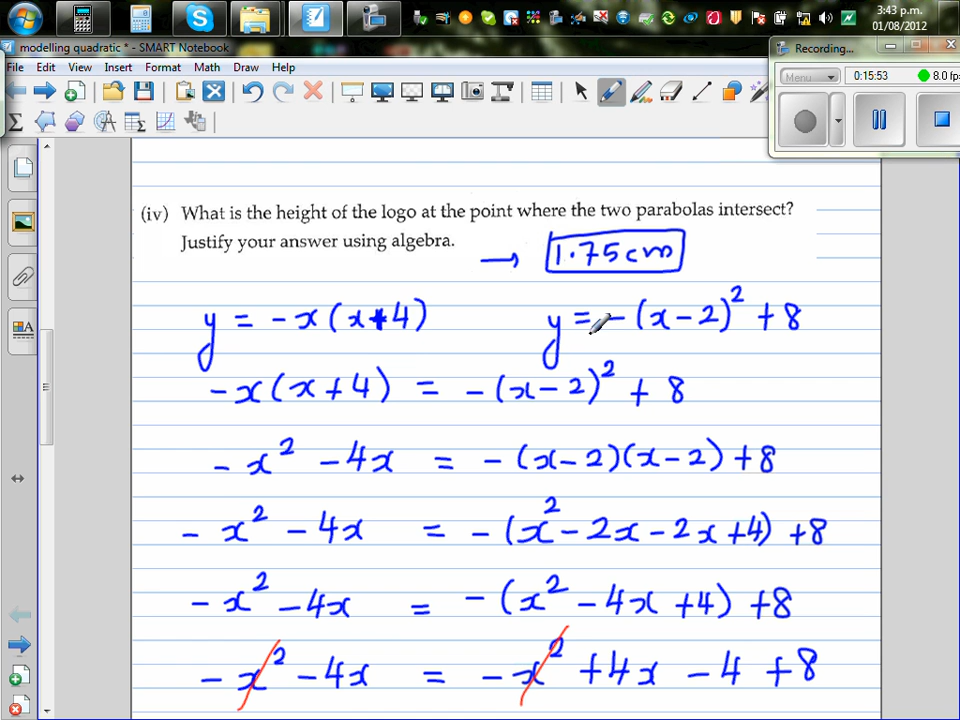 3:43 p.m.
01/08/2012
modelling quadratic * - SMART Notebook
Recording...
File Edit View Insert Format Math Draw Help
Menu
0:15:53
8.0 fp
(iv) What is the height of the logo at the point where the two parabolas intersect?
Justify your answer using algebra.
→ 1.75cm
y = -x(x+4) y = -(x-2)² + 8
-x(x+4) = -(x-2)² + 8
-x² - 4x = -(x-2)(x-2) + 8
-x² - 4x = -(x² - 2x - 2x + 4) + 8
-x² - 4x = -(x² - 4x + 4) + 8
-x² - 4x = -x² + 4x - 4 + 8